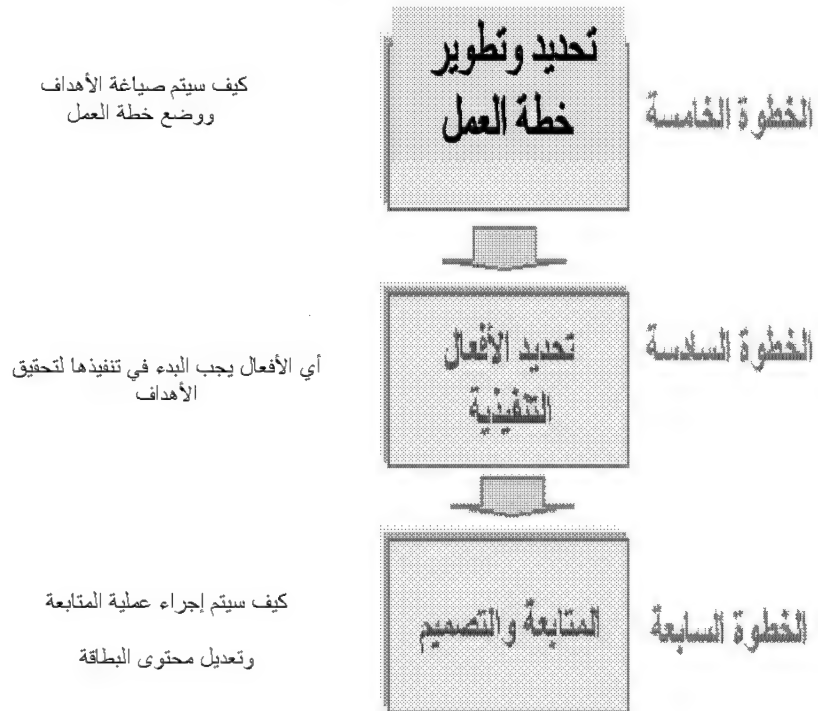 الخطوة الخامسة
تحديد وتطوير
خطة العمل
كيف سيتم صياغة الأهداف
ووضع خطة العمل
الخطوة السادسة
تحديد الأفعال
التنفيذية
أي الأفعال يجب البدء في تنفيذها لتحقيق
الأهداف
الخطوة السابعة
المتابعة والتصميم
كيف سيتم إجراء عملية المتابعة
وتعديل محتوى البطاقة